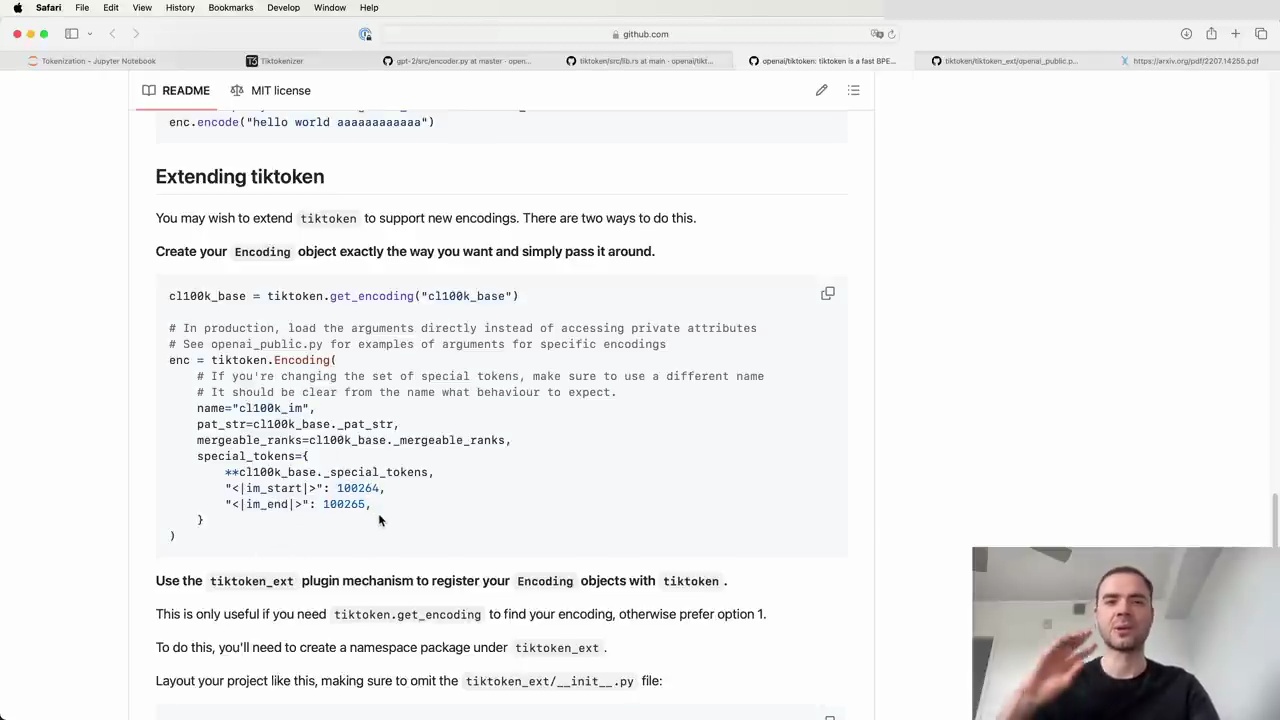 Safari File Edit View History Bookmarks Develop Window Help
github.com
Tokenization - Jupyter Notebook
Tiktokenizer
gpt-2/src/encoder.py at master · open...
tiktoken/src/lib.rs at main · openai/tikt...
openai/tiktoken: tiktoken is a fast BPE...
tiktoken/tiktoken_ext/openai_public.p...
https://arxiv.org/pdf/2207.14255.pdf
README
MIT license
enc.encode("hello world aaaaaaaaaaaa")
Extending tiktoken
You may wish to extend tiktoken to support new encodings. There are two ways to do this.
Create your Encoding object exactly the way you want and simply pass it around.
cl100k_base = tiktoken.get_encoding("cl100k_base")
# In production, load the arguments directly instead of accessing private attributes
# See openai_public.py for examples of arguments for specific encodings
enc = tiktoken.Encoding(
# If you're changing the set of special tokens, make sure to use a different name
# It should be clear from the name what behaviour to expect.
name="cl100k_im",
pat_str=cl100k_base._pat_str,
mergeable_ranks=cl100k_base._mergeable_ranks,
special_tokens={
**cl100k_base._special_tokens,
"<|im_start|>": 100264,
"<|im_end|>": 100265,
}
)
Use the tiktoken_ext plugin mechanism to register your Encoding objects with tiktoken.
This is only useful if you need tiktoken.get_encoding to find your encoding, otherwise prefer option 1.
To do this, you'll need to create a namespace package under tiktoken_ext.
Layout your project like this, making sure to omit the tiktoken_ext/__init__.py file: